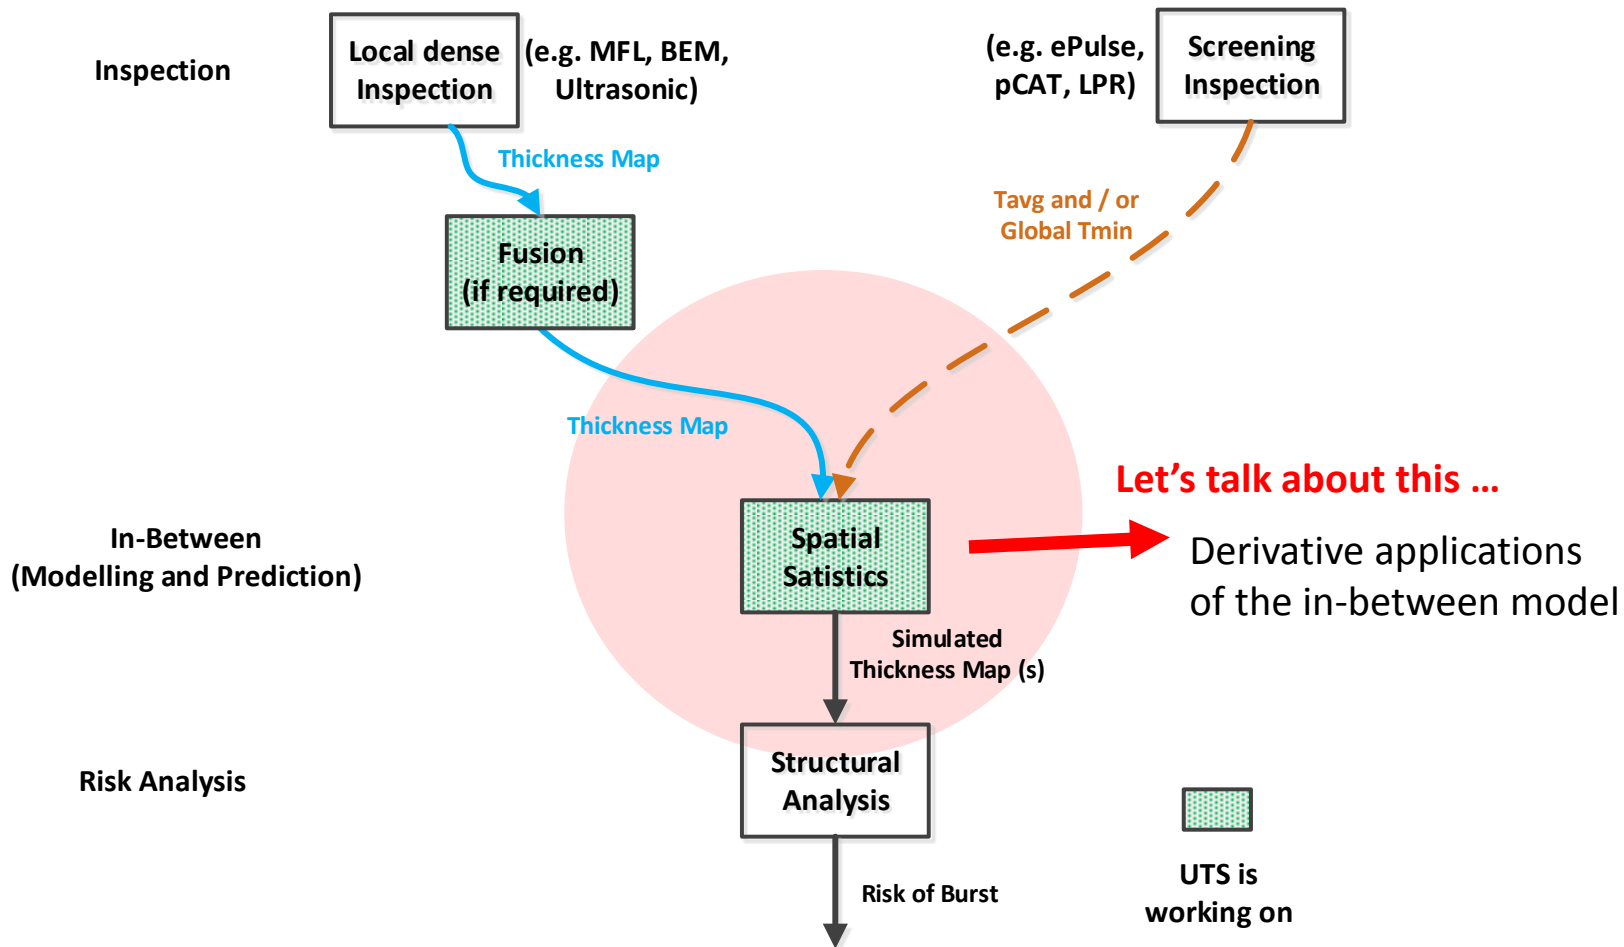 Inspection
Local dense
Inspection
(e.g. MFL, BEM,
Ultrasonic)
(e.g. ePulse,
pCAT, LPR)
Screening
Inspection
Thickness Map
Tavg and / or
Global Tmin
Fusion
(if required)
Thickness Map
Let's talk about this ...
Derivative applications
of the in-between model
In-Between
(Modelling and Prediction)
Spatial
Satistics
Simulated
Thickness Map (s)
Risk Analysis
Structural
Analysis
Risk of Burst
UTS is
working on